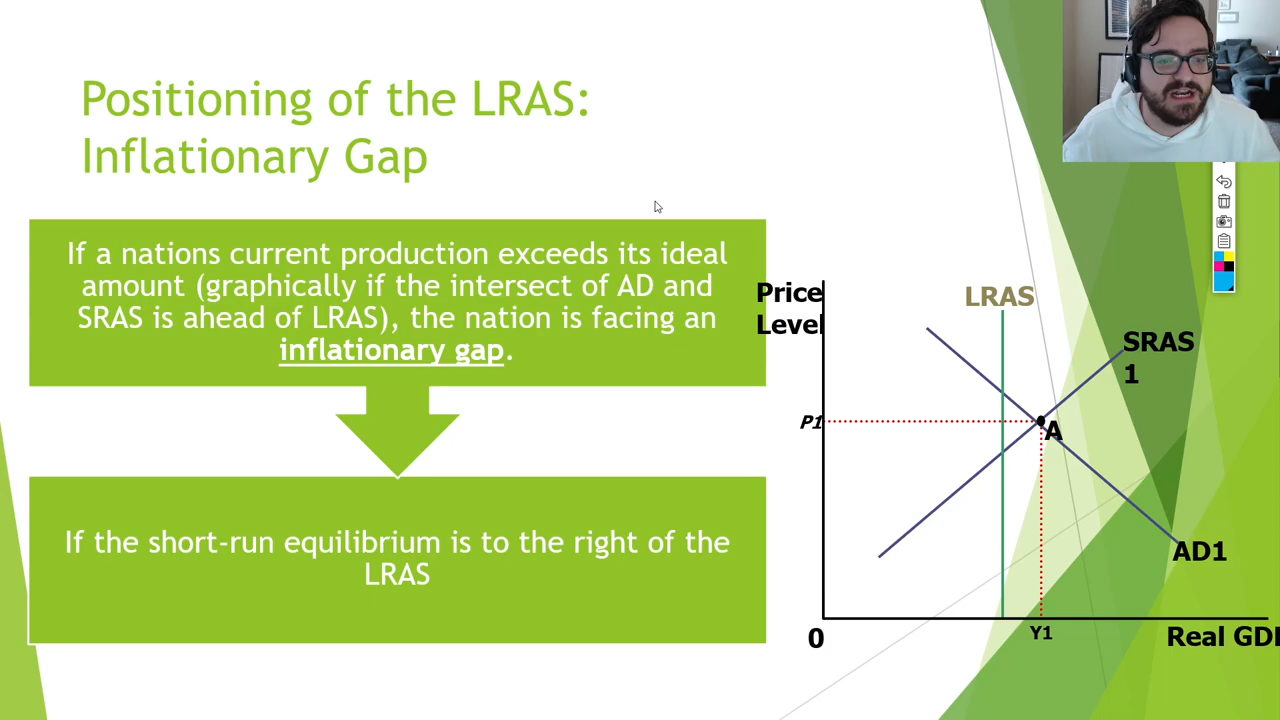 Positioning of the LRAS:
Inflationary Gap
If a nations current production exceeds its ideal
amount (graphically if the intersect of AD and
SRAS is ahead of LRAS), the nation is facing an
inflationary gap.
If the short-run equilibrium is to the right of the
LRAS
Price
Level
LRAS
SRAS
1
P1
A
AD1
0
Y1
Real GD